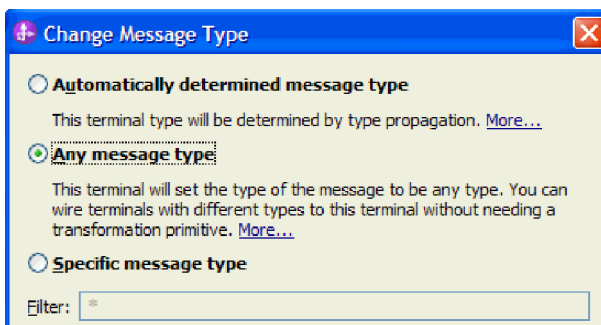 Change Message Type
Automatically determined message type
This terminal type will be determined by type propagation. More...
Any message type
This terminal will set the type of the message to be any type. You can
wire terminals with different types to this terminal without needing a
transformation primitive. More...
Specific message type
Filter: *